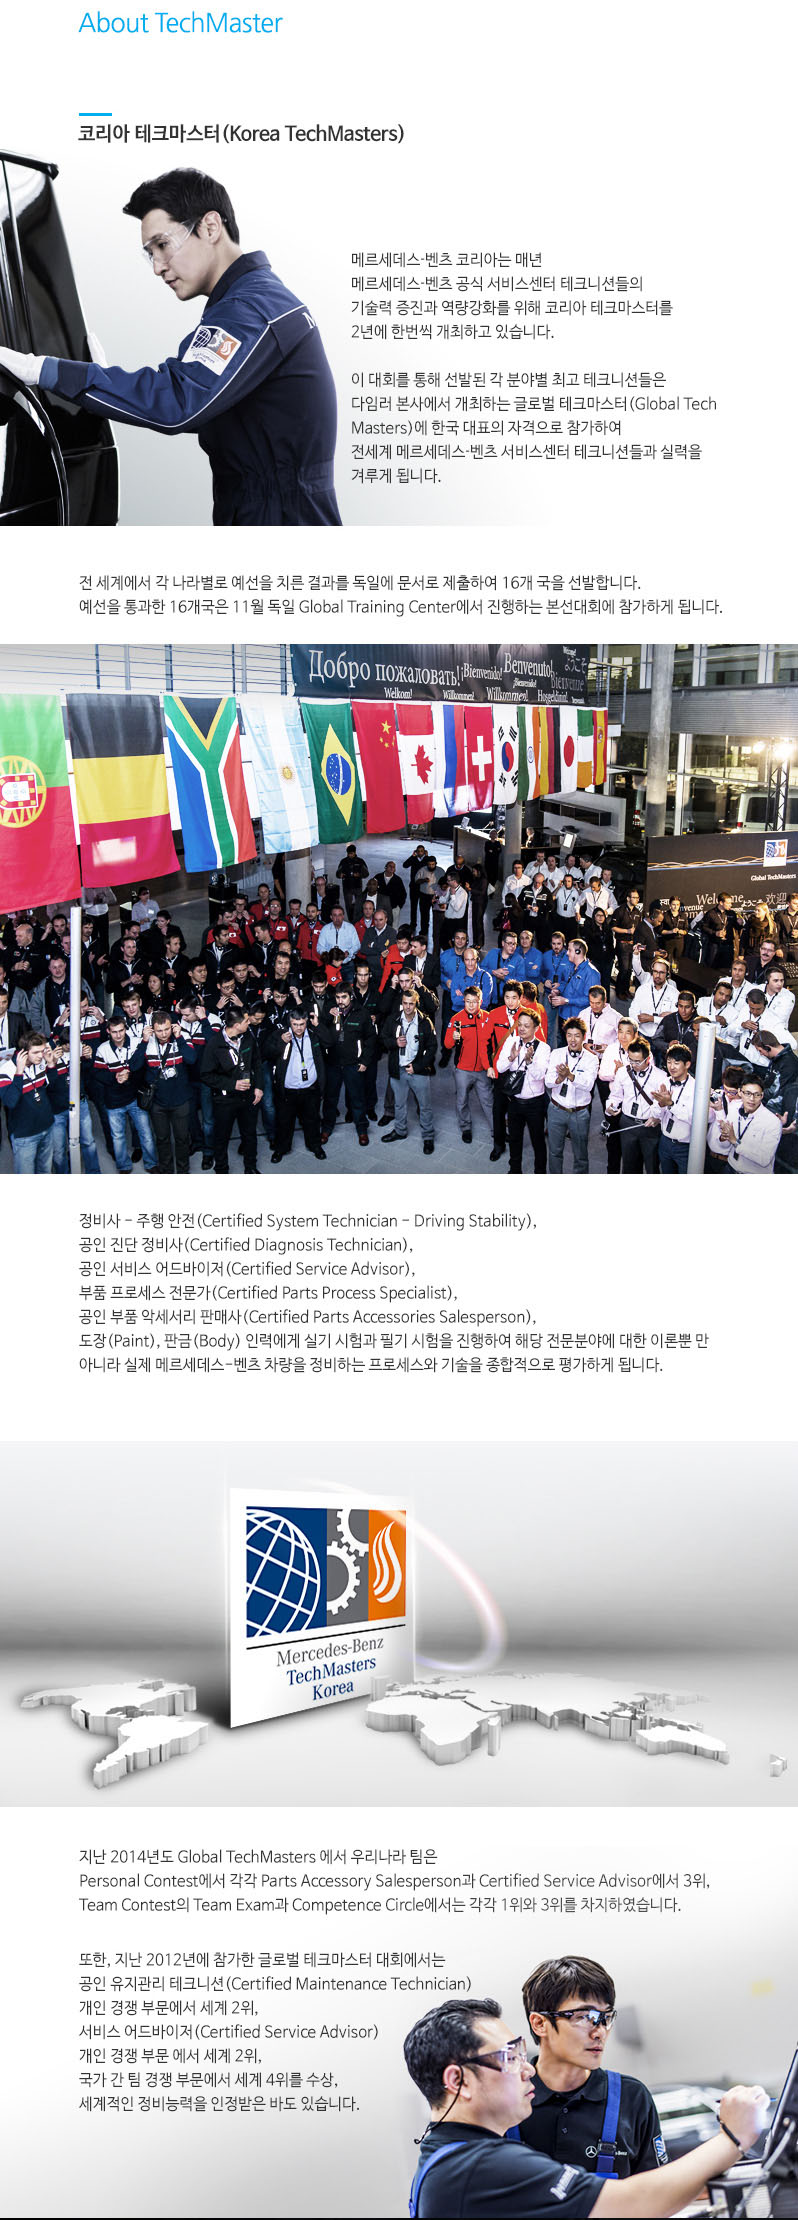 About TechMaster
코리아 테크마스터(Korea TechMasters)
메르세데스-벤츠 코리아는 매년
메르세데스-벤츠 공식 서비스센터 테크니션들의
기술력 증진과 역량강화를 위해 코리아 테크마스터를
2년에 한번씩 개최하고 있습니다.
이 대회를 통해 선발된 각 분야별 최고 테크니션들은
다임러 본사에서 개최하는 글로벌 테크마스터(Global Tech
Masters)에 한국 대표의 자격으로 참가하여
전세계 메르세데스-벤츠 서비스센터 테크니션들과 실력을
겨루게 됩니다.
전 세계에서 각 나라별로 예선을 치른 결과를 독일에 문서로 제출하여 16개 국을 선발합니다.
예선을 통과한 16개국은 11월 독일 Global Training Center에서 진행하는 본선대회에 참가하게 됩니다.
Добро пожаловать! ¡Bienvenido! Benvenuto! ようこそ
Welkom! Willkommen! Willkommen! Hosgeldiniz! Bienvenue
Global TechMasters
Welcome ようこそ 欢迎
정비사 - 주행 안전(Certified System Technician - Driving Stability),
공인 진단 정비사(Certified Diagnosis Technician),
공인 서비스 어드바이저(Certified Service Advisor),
부품 프로세스 전문가(Certified Parts Process Specialist),
공인 부품 악세서리 판매사(Certified Parts Accessories Salesperson),
도장(Paint), 판금(Body) 인력에게 실기 시험과 필기 시험을 진행하여 해당 전문분야에 대한 이론뿐 만
아니라 실제 메르세데스-벤츠 차량을 정비하는 프로세스와 기술을 종합적으로 평가하게 됩니다.
Mercedes-Benz
TechMasters
Korea
지난 2014년도 Global TechMasters 에서 우리나라 팀은
Personal Contest에서 각각 Parts Accessory Salesperson과 Certified Service Advisor에서 3위,
Team Contest의 Team Exam과 Competence Circle에서는 각각 1위와 3위를 차지하였습니다.
또한, 지난 2012년에 참가한 글로벌 테크마스터 대회에서는
공인 유지관리 테크니션(Certified Maintenance Technician)
개인 경쟁 부문에서 세계 2위,
서비스 어드바이저(Certified Service Advisor)
개인 경쟁 부문 에서 세계 2위,
국가 간 팀 경쟁 부문에서 세계 4위를 수상,
세계적인 정비능력을 인정받은 바도 있습니다.